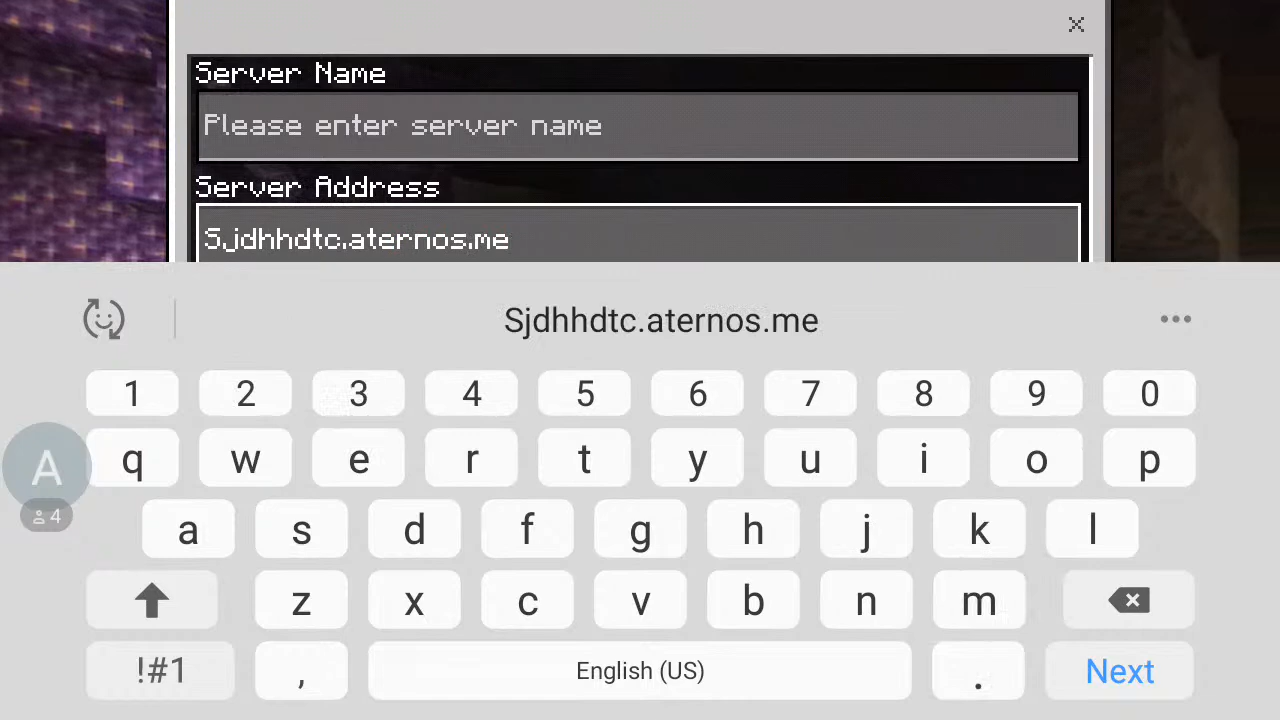 Server Name
Please enter server name
Server Address
Sjdhhdtc.aternos.me
Sjdhhdtc.aternos.me
1 2 3 4 5 6 7 8 9 0
q w e r t y u i o p
A
4
a s d f g h j k l
z x c v b n m
!#1 , English (US) . Next